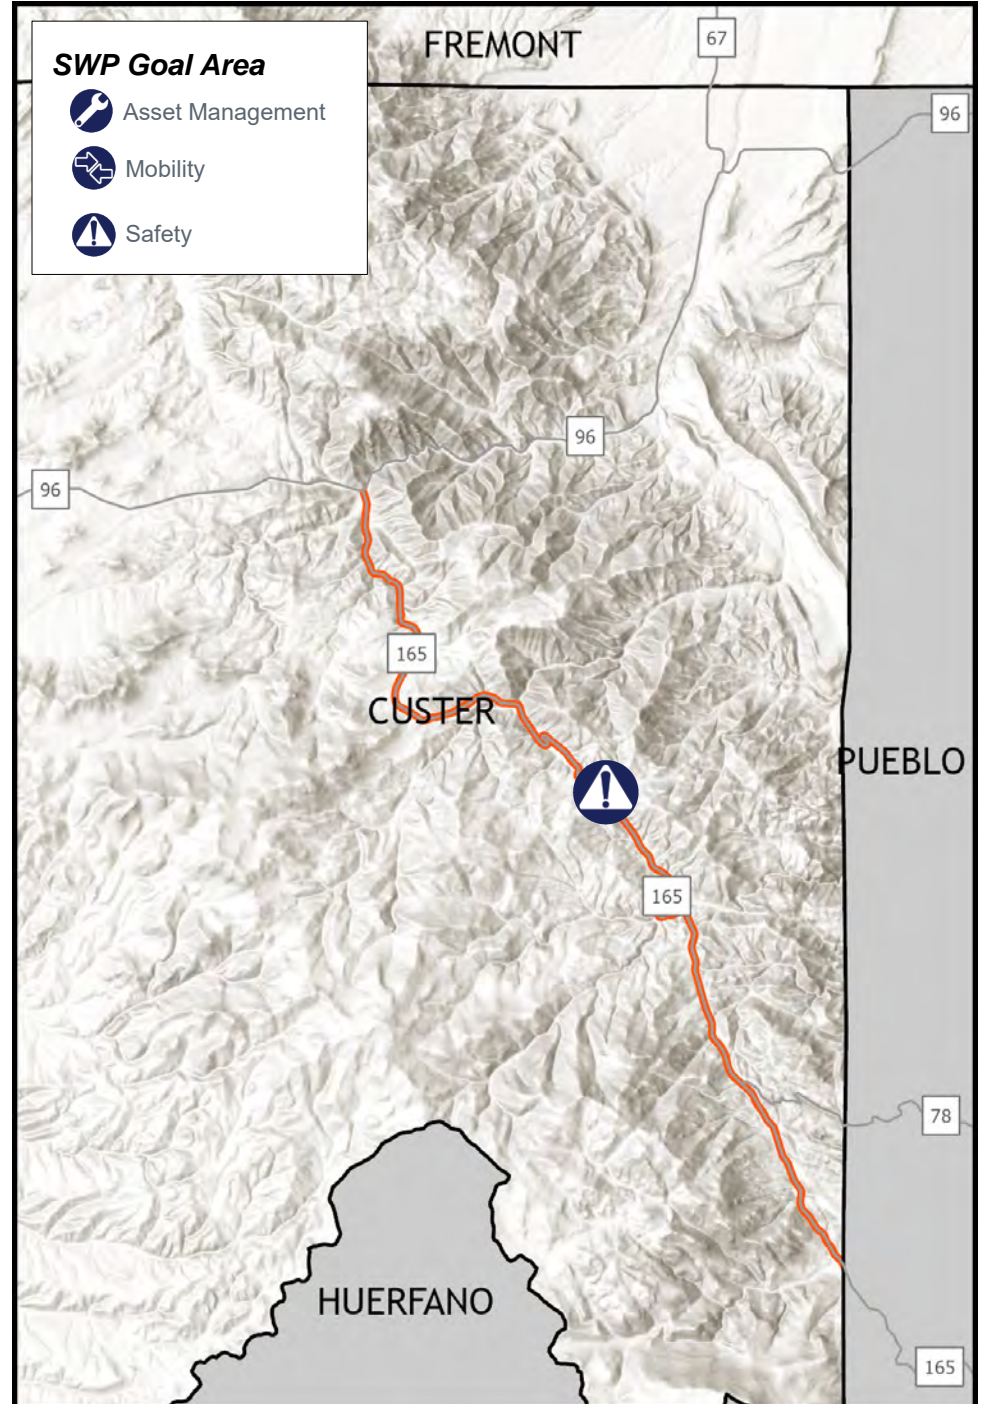 FREMONT
67
SWP Goal Area
Asset Management
96
Mobility
Safety
96
96
165
CUSTER
PUEBLO
165
78
HUERFANO
165